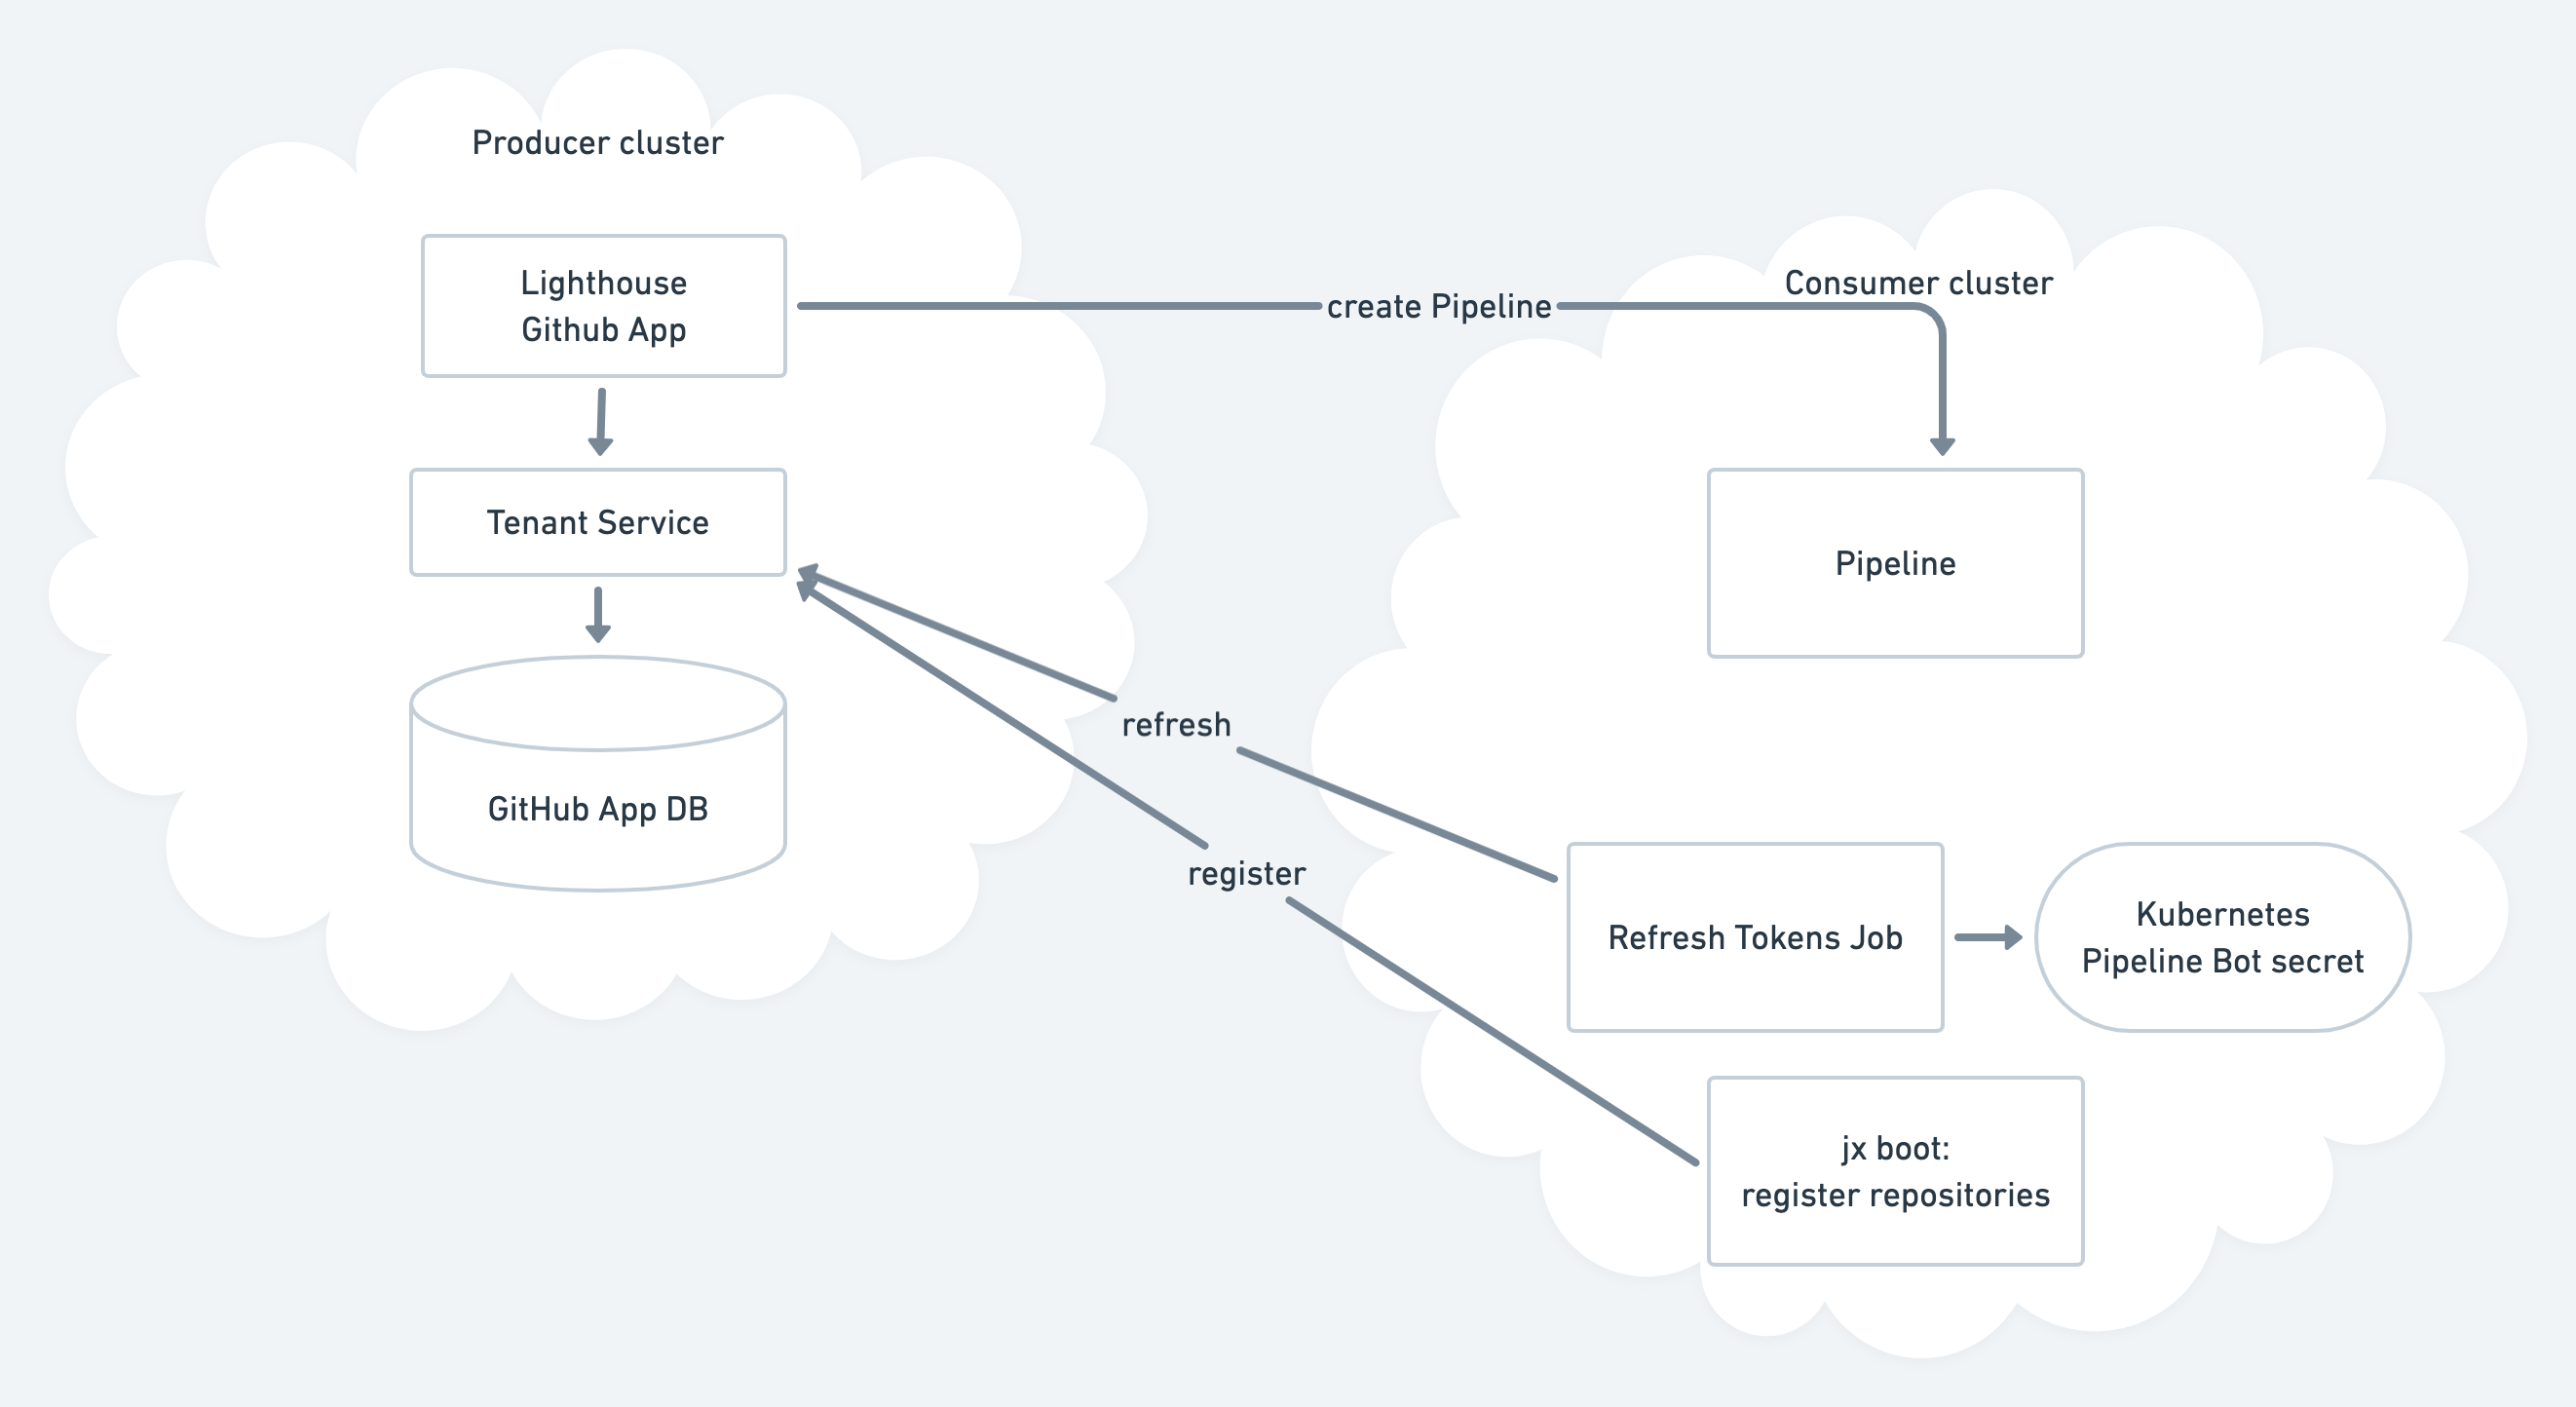 Producer cluster
Lighthouse
Github App
Tenant Service
GitHub App DB
create Pipeline
refresh
register
Consumer cluster
Pipeline
Refresh Tokens Job
Kubernetes
Pipeline Bot secret
jx boot:
register repositories